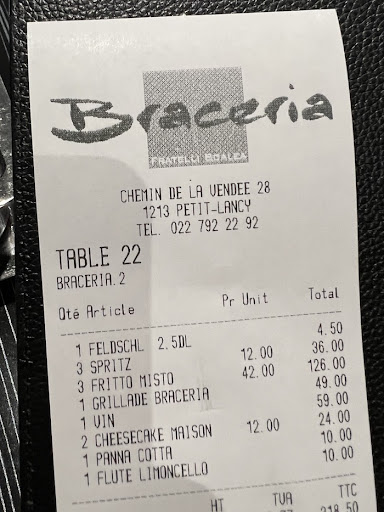 Braceria
FRATELLI SCALEA
CHEMIN DE LA VENDEE 28
1213 PETIT-LANCY
TEL. 022 792 22 92
TABLE 22
BRACERIA.2
Qté Article Pr Unit Total
1 FELDSCHL 2.5DL 4.50
3 SPRITZ 12.00 36.00
3 FRITTO MISTO 42.00 126.00
1 GRILLADE BRACERIA 49.00
1 VIN 59.00
2 CHEESECAKE MAISON 12.00 24.00
1 PANNA COTTA 10.00
1 FLUTE LIMONCELLO 10.00
HT TVA TTC
318.50